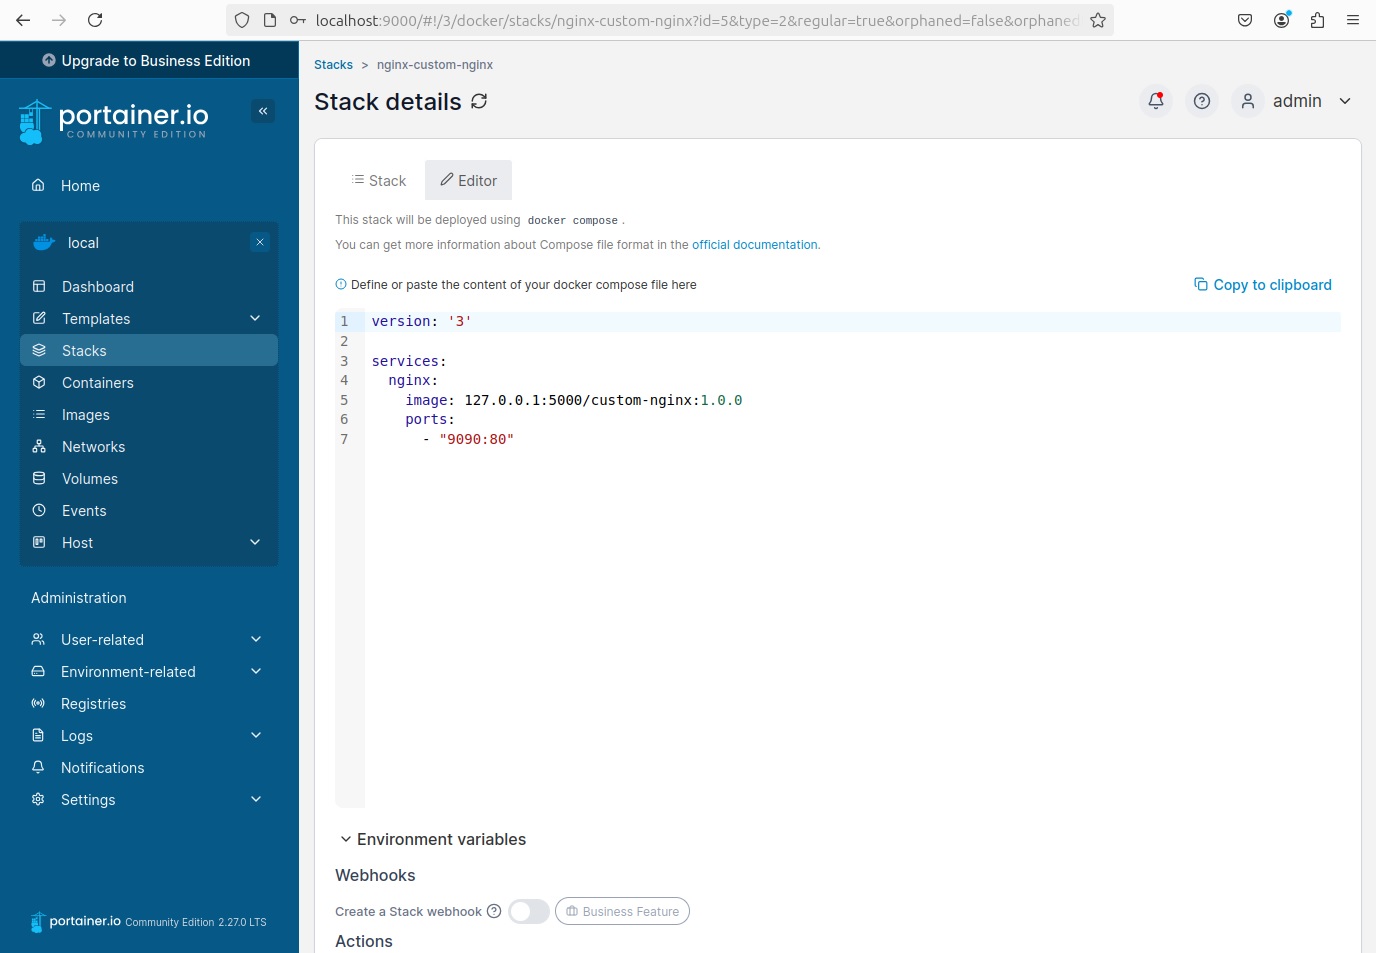 localhost:9000/#!/3/docker/stacks/nginx-custom-nginx?id=5&type=2&regular=true&orphaned=false&orphaned
Upgrade to Business Edition
portainer.io
COMMUNITY EDITION
Home
local
Dashboard
Templates
Stacks
Containers
Images
Networks
Volumes
Events
Host
Administration
User-related
Environment-related
Registries
Logs
Notifications
Settings
portainer.io Community Edition 2.27.0 LTS
Stacks > nginx-custom-nginx
Stack details
admin
Stack
Editor
This stack will be deployed using docker compose .
You can get more information about Compose file format in the official documentation.
Define or paste the content of your docker compose file here
Copy to clipboard
1 version: '3'
2
3 services:
4   nginx:
5     image: 127.0.0.1:5000/custom-nginx:1.0.0
6     ports:
7       - "9090:80"
Environment variables
Webhooks
Create a Stack webhook
Business Feature
Actions